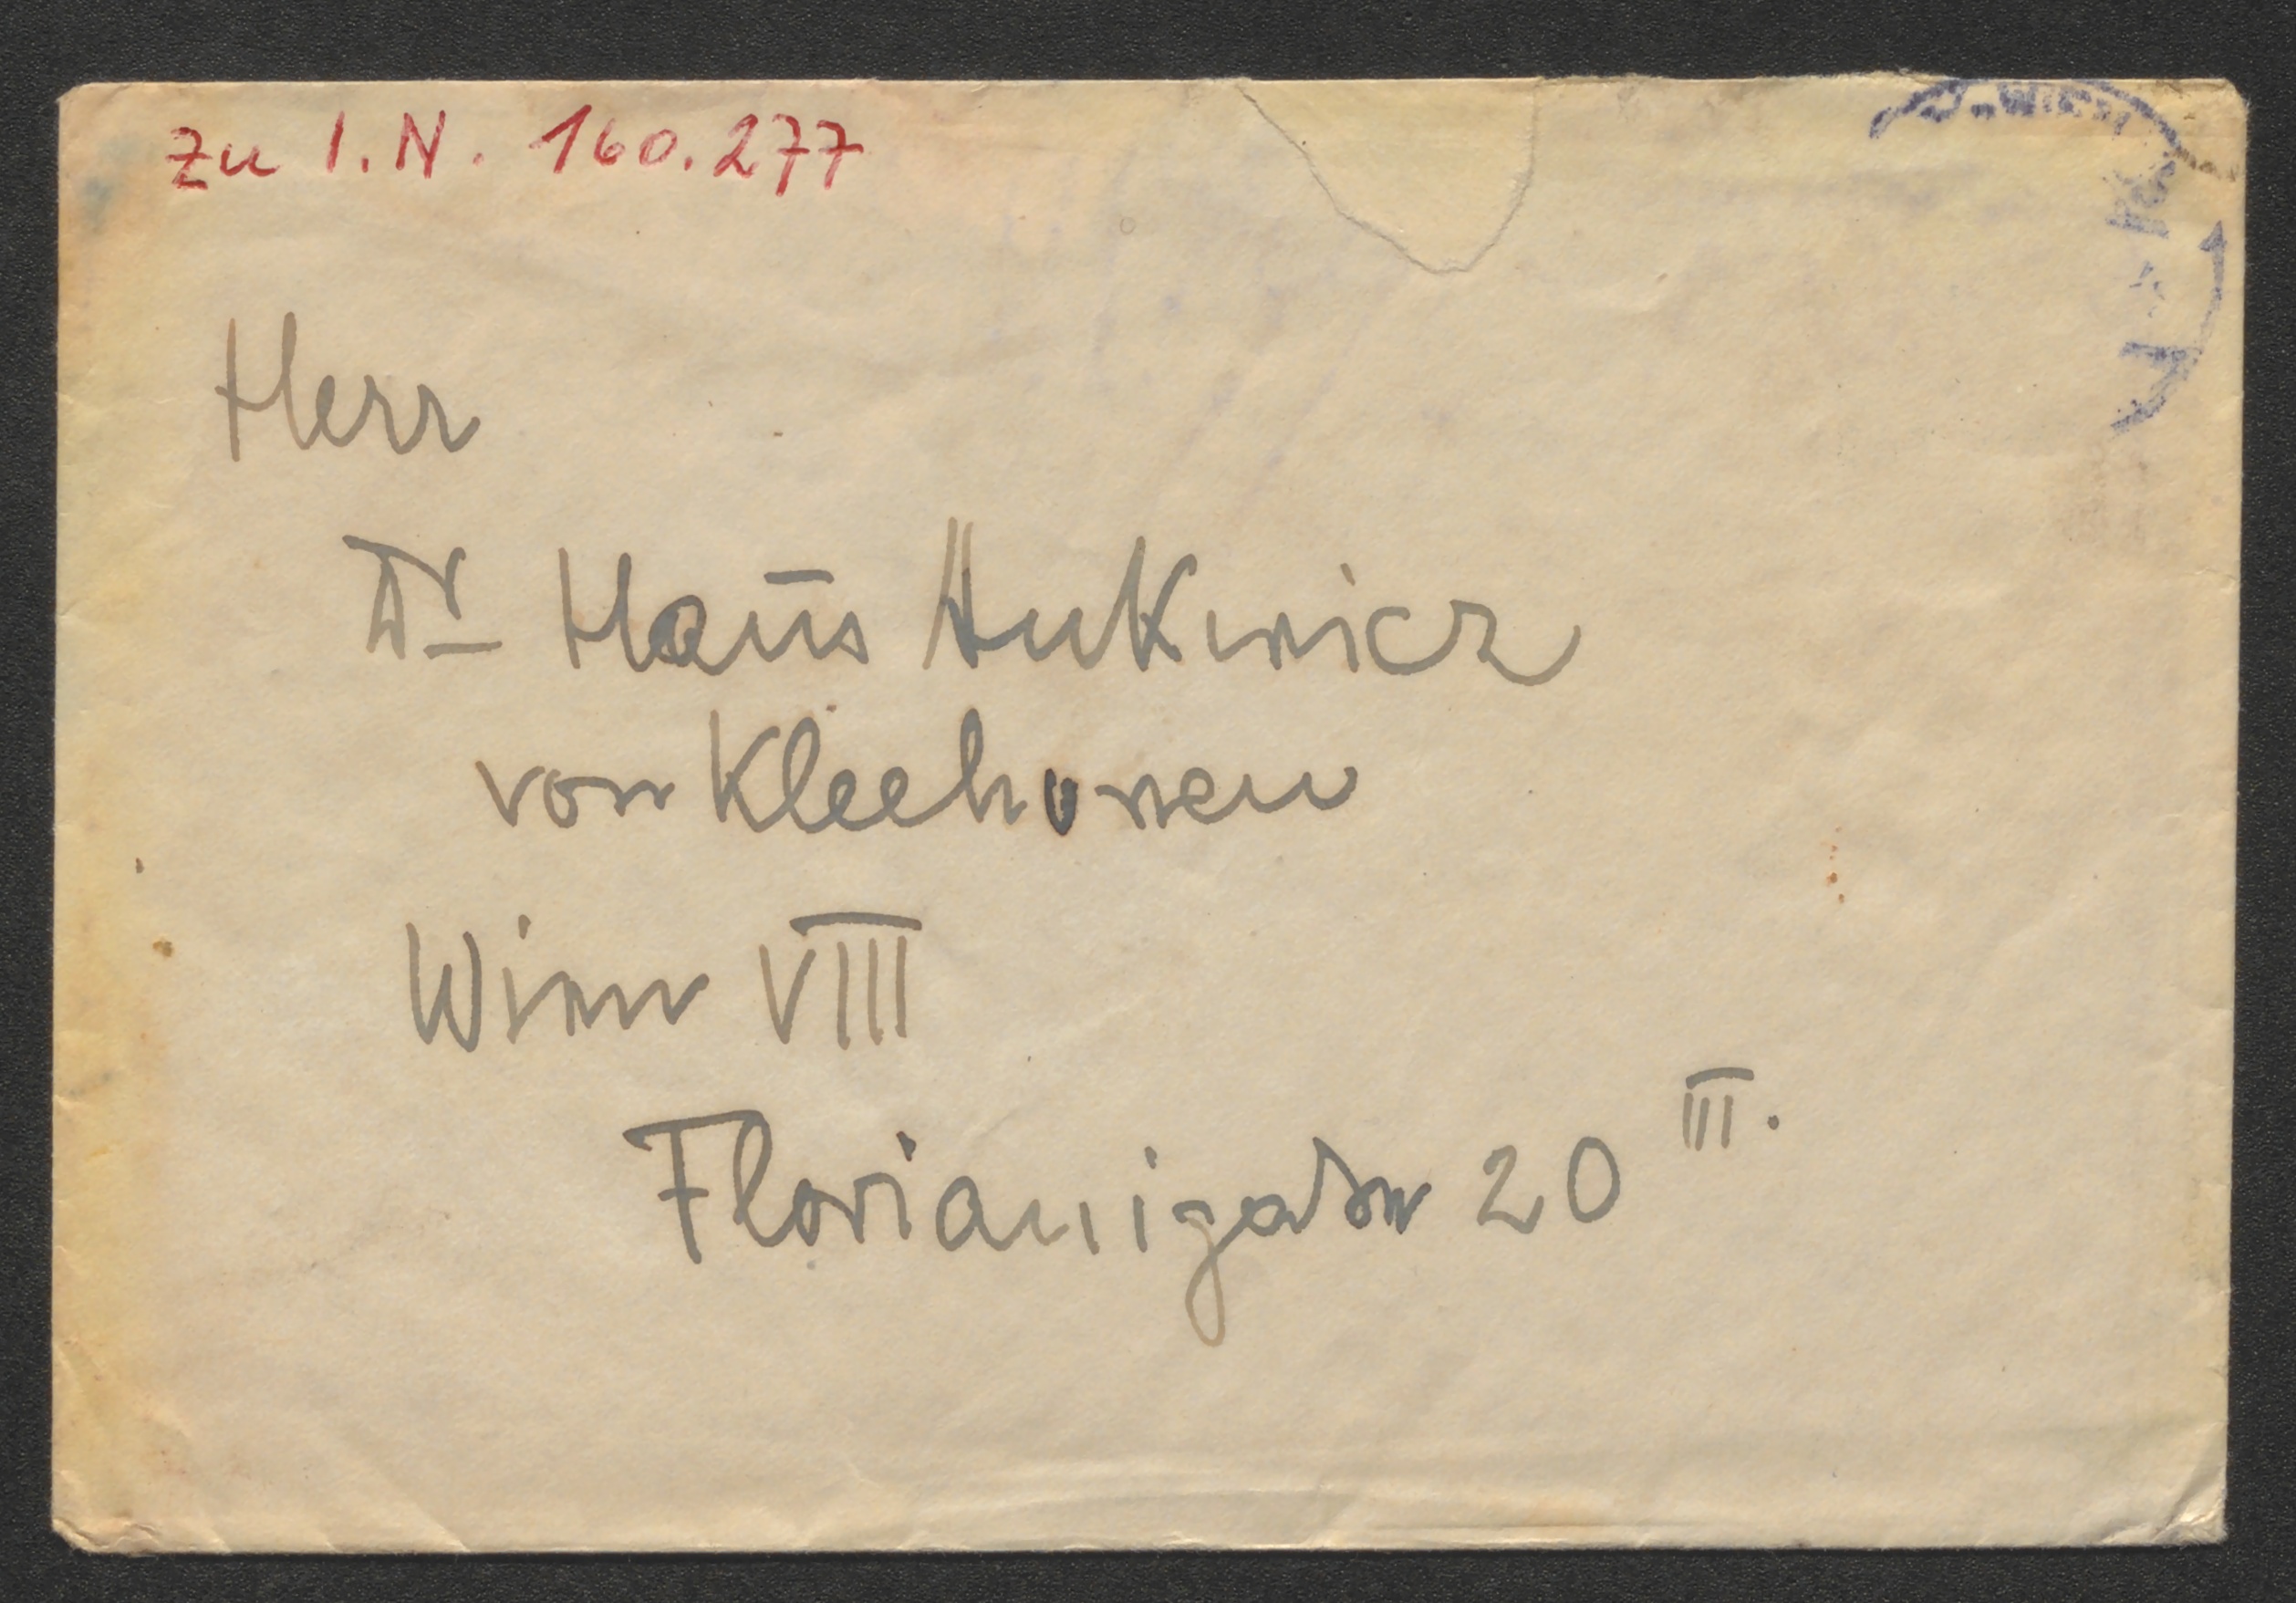 zu I.N. 160.277
Herr
Dr Hans Ankwicz
von Kleehoven
Wien VIII
Florianigasse 20 III.